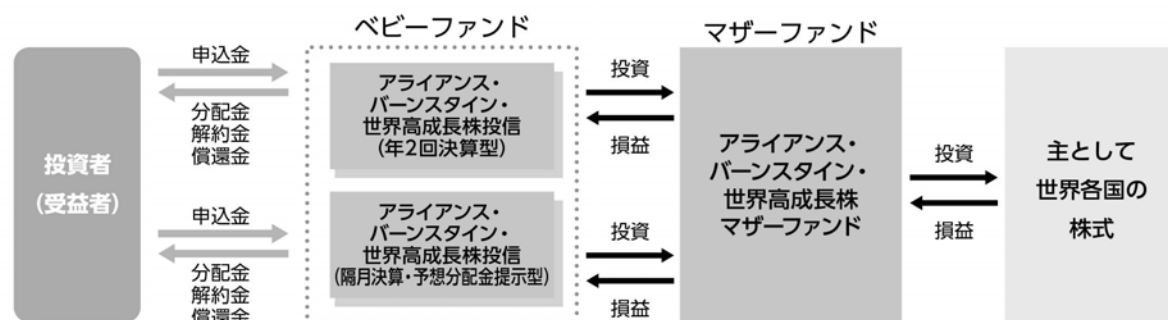 ベビーファンド
マザーファンド
投資者
(受益者)
申込金
分配金
解約金
償還金
アライアンス・
バーンスタイン・
世界高成長株投信
(年2回決算型)
投資
損益
申込金
分配金
解約金
償還金
アライアンス・
バーンスタイン・
世界高成長株投信
(隔月決算・予想分配金提示型)
投資
損益
アライアンス・
バーンスタイン・
世界高成長株
マザーファンド
投資
損益
主として
世界各国の
株式